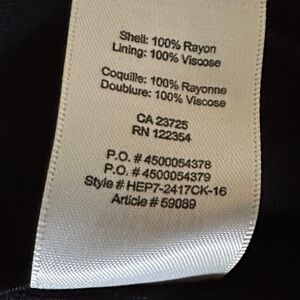 Shell: 100% Rayon
Lining: 100% Viscose
Coquille: 100% Rayonne
Doublure: 100% Viscose
CA 23725
RN 122354
P.O. # 4500054378
P.O. # 4500054379
Style # HEP7-2417CK-16
Article # 59089